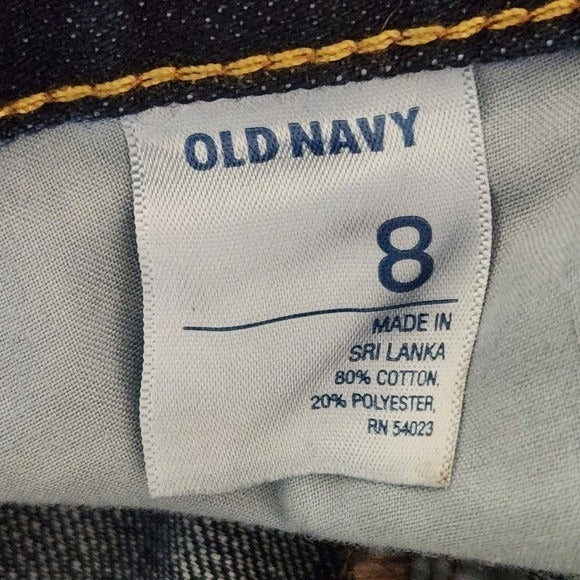 OLD NAVY
8
MADE IN
SRI LANKA
80% COTTON,
20% POLYESTER,
RN 54023